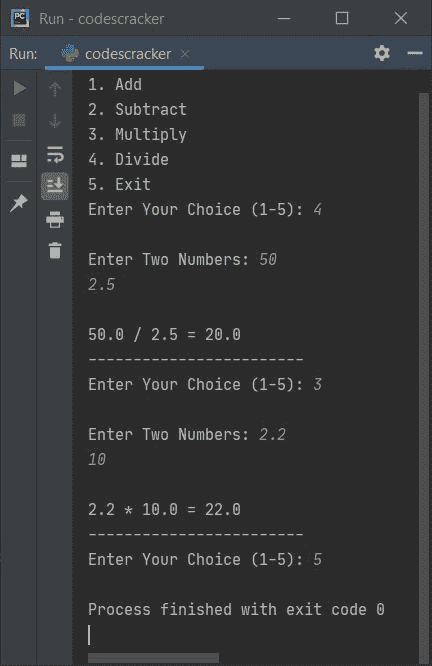 PC Run - codescracker
Run: codescracker
1. Add
2. Subtract
3. Multiply
4. Divide
5. Exit
Enter Your Choice (1-5): 4
Enter Two Numbers: 50
2.5
50.0 / 2.5 = 20.0
------------------------
Enter Your Choice (1-5): 3
Enter Two Numbers: 2.2
10
2.2 * 10.0 = 22.0
------------------------
Enter Your Choice (1-5): 5
Process finished with exit code 0